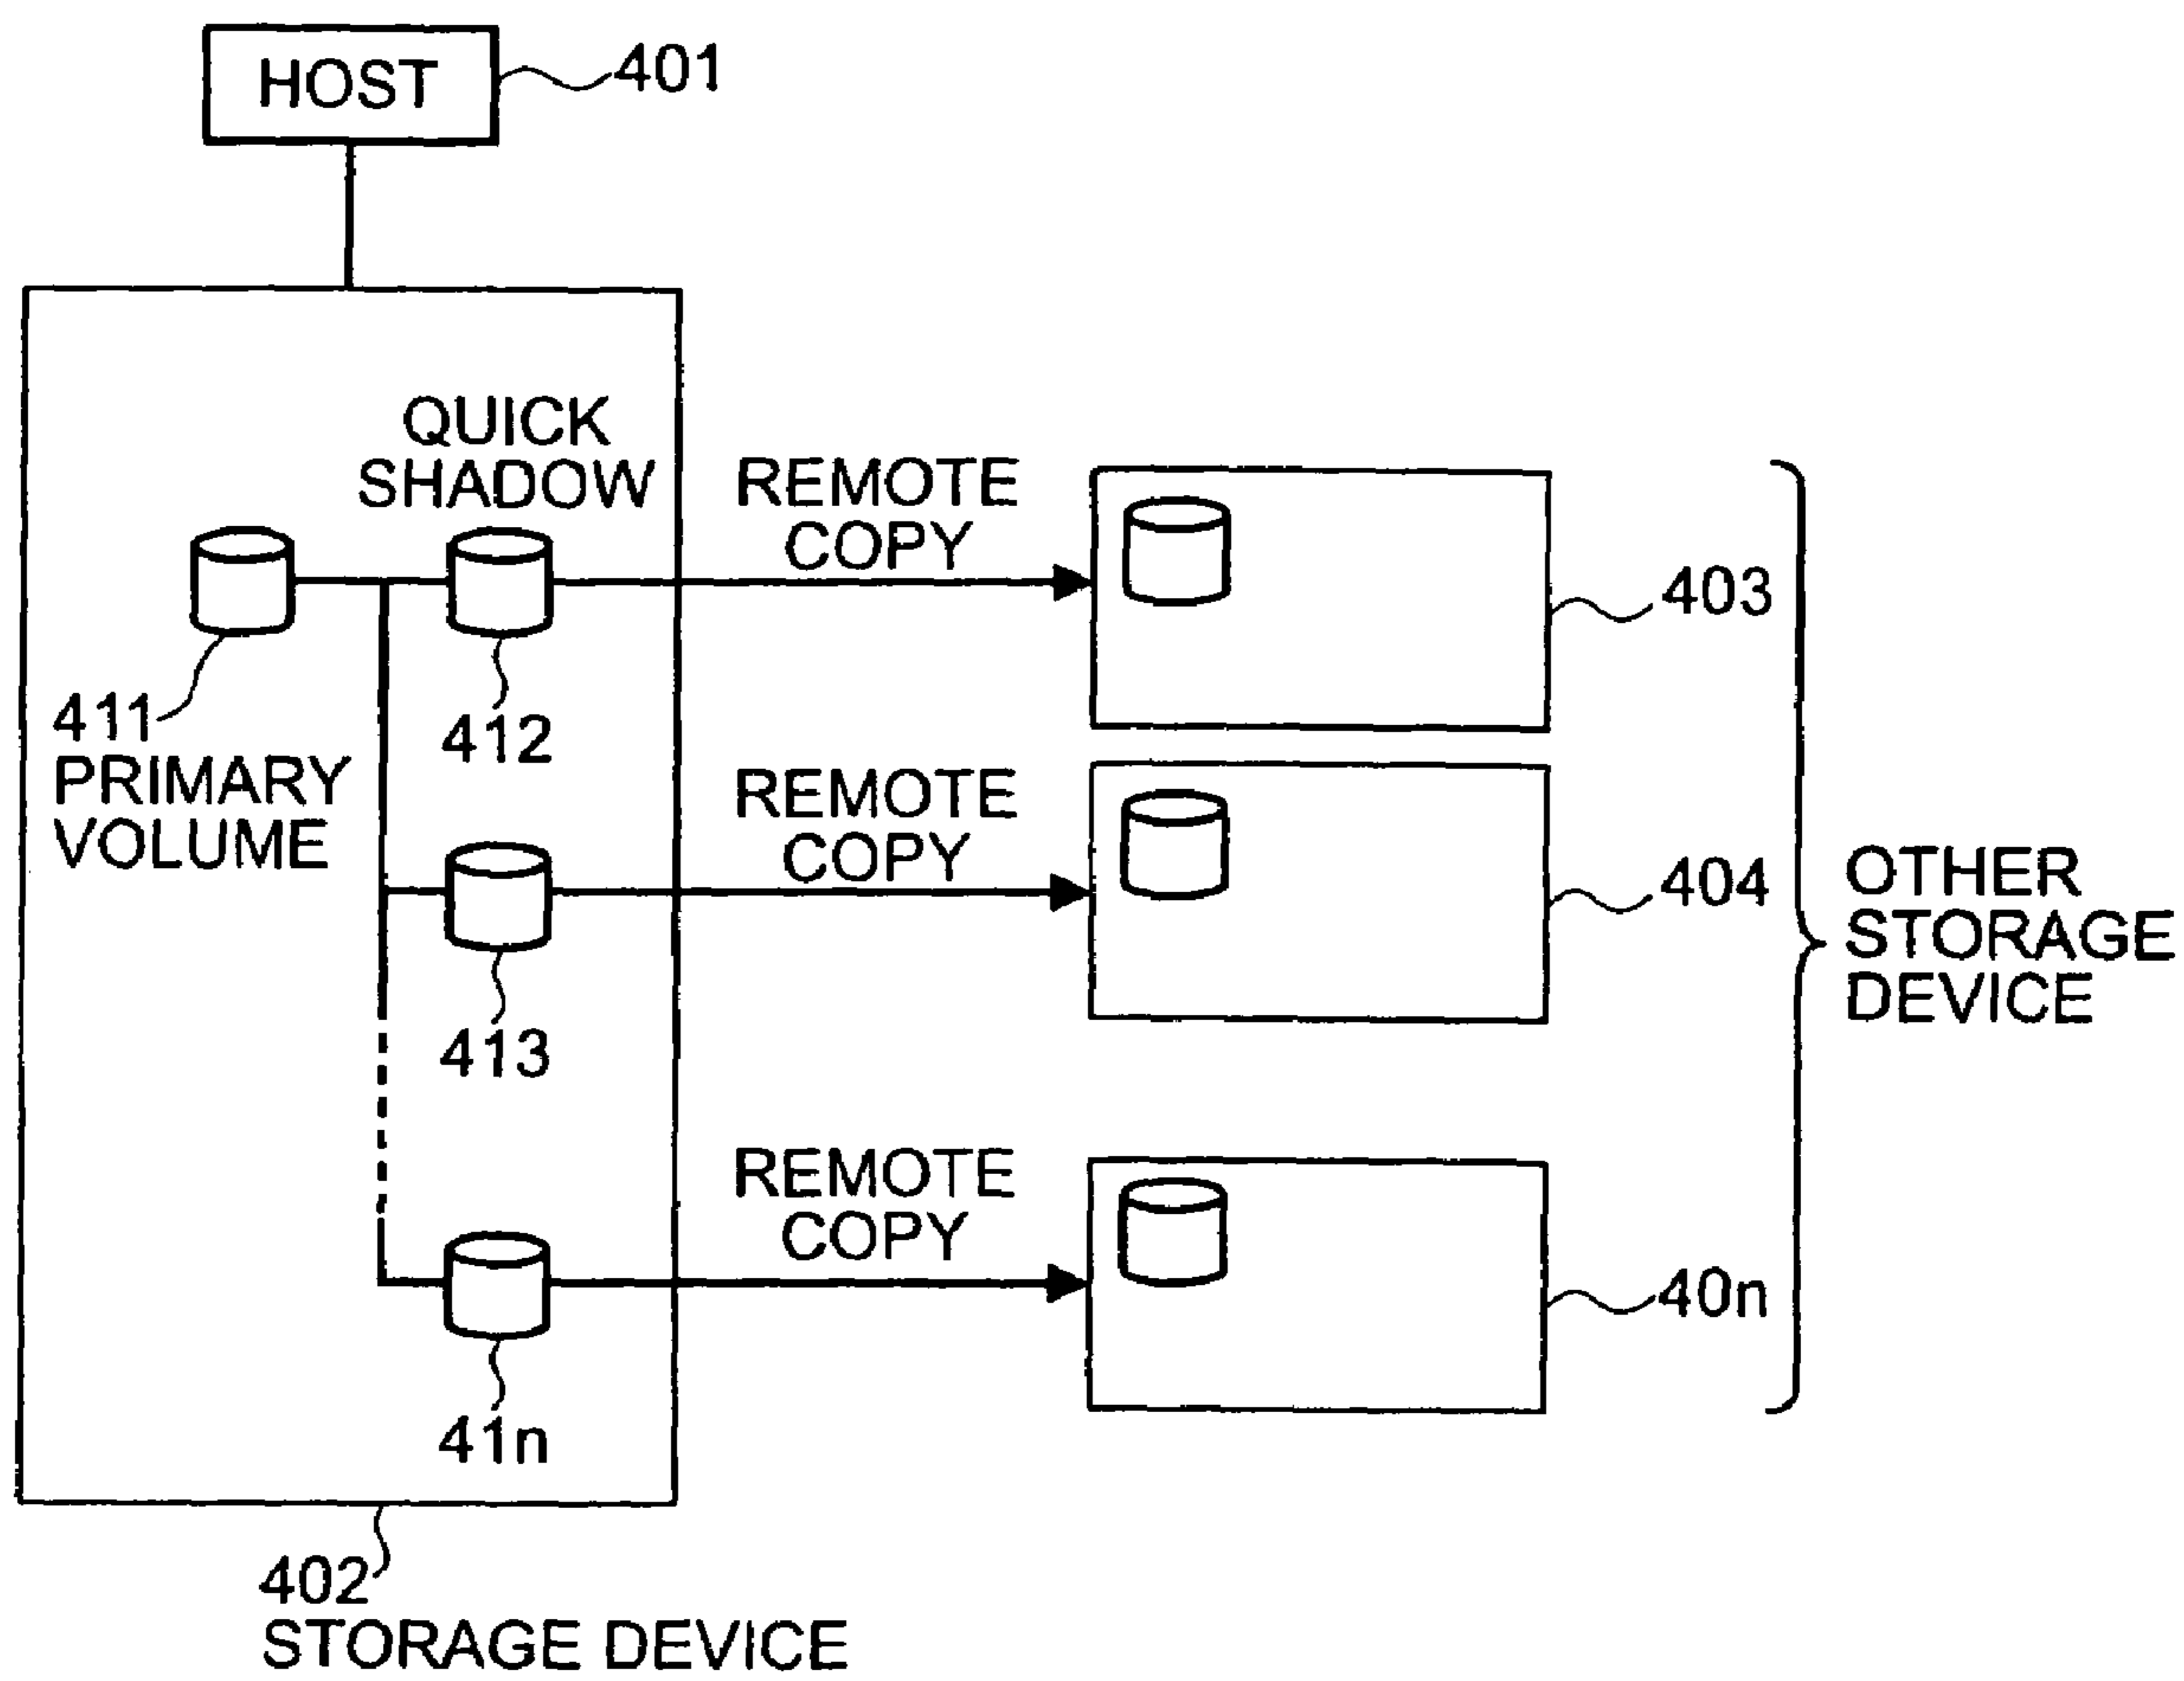 HOST
401
QUICK
SHADOW
REMOTE
COPY
403
411
PRIMARY
VOLUME
412
REMOTE
COPY
404
OTHER
STORAGE
DEVICE
413
REMOTE
COPY
40n
41n
402
STORAGE DEVICE